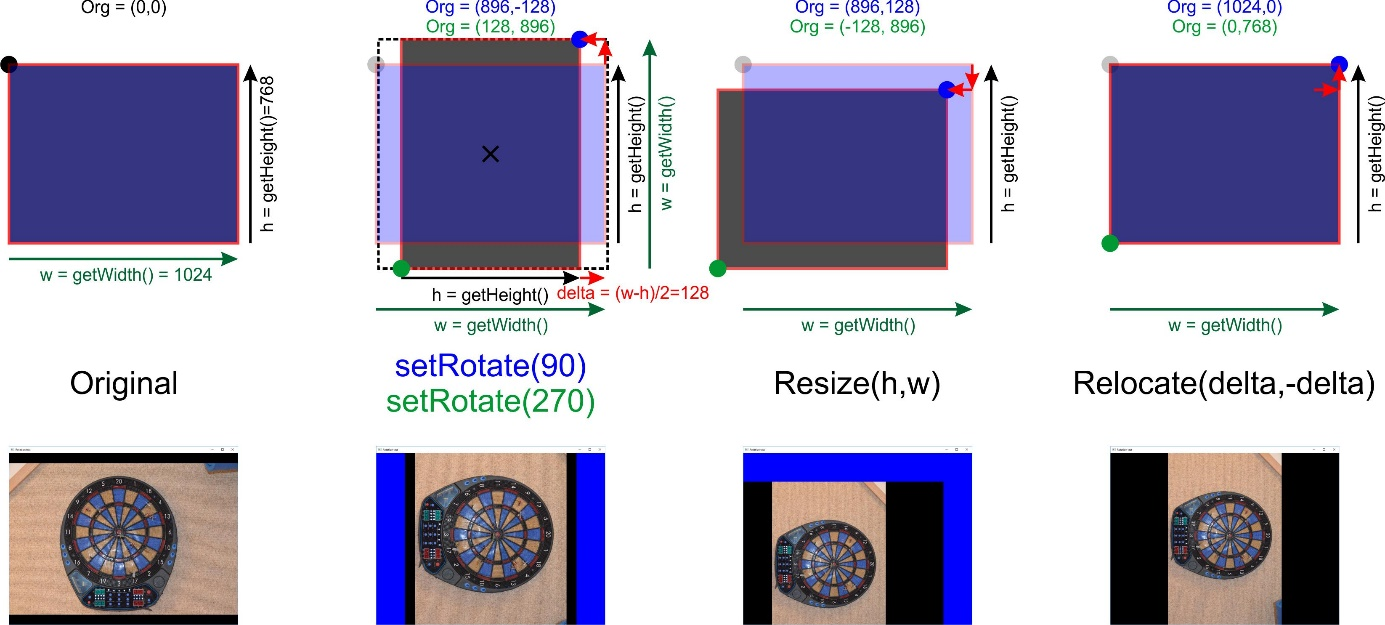 Org = (0,0)
Org = (896,-128)
Org = (128, 896)
Org = (896,128)
Org = (-128, 896)
Org = (1024,0)
Org = (0,768)
h = getHeight()=768
w = getWidth() = 1024
h = getHeight()
w = getWidth()
h = getHeight()
delta = (w-h)/2=128
w = getWidth()
h = getHeight()
w = getWidth()
h = getHeight()
w = getWidth()
Original
setRotate(90)
setRotate(270)
Resize(h,w)
Relocate(delta,-delta)